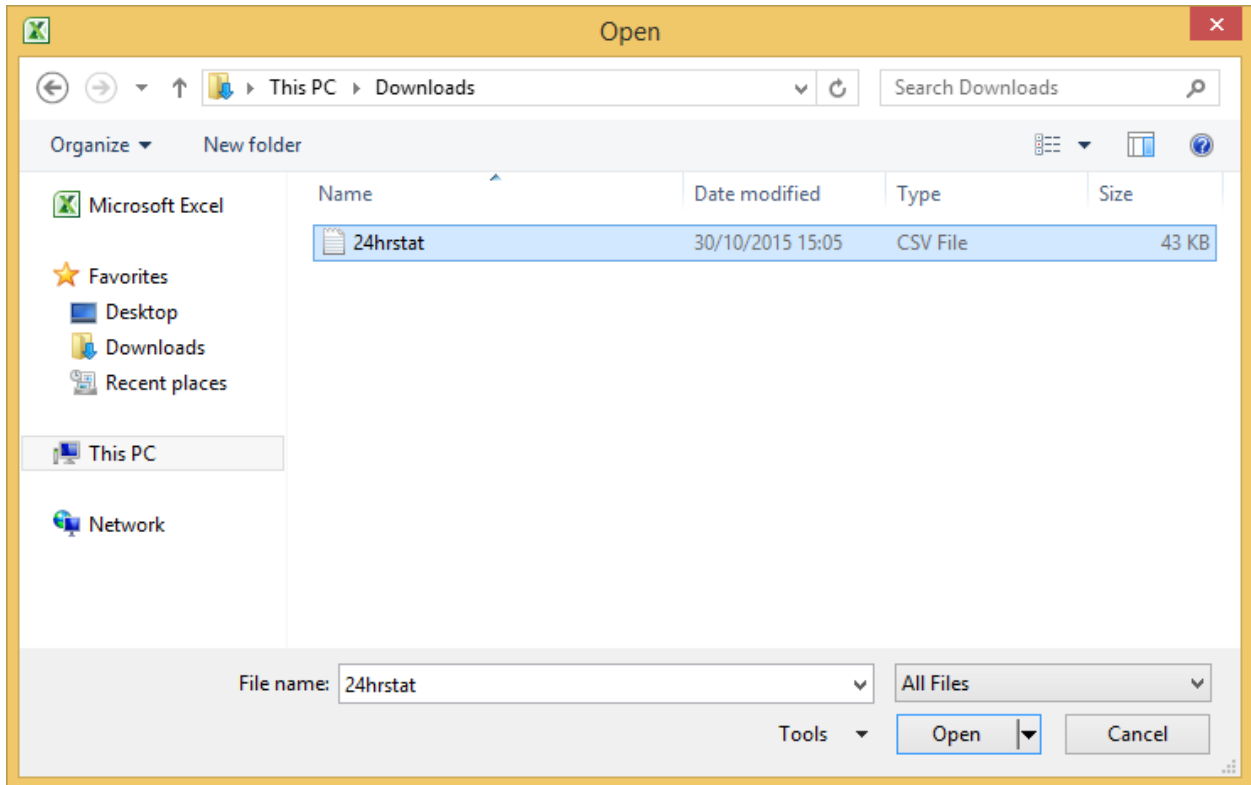 Open
This PC Downloads Search Downloads
Organize New folder
Name Date modified Type Size
24hrstat 30/10/2015 15:05 CSV File 43 KB
Microsoft Excel
Favorites
Desktop
Downloads
Recent places
This PC
Network
File name: 24hrstat All Files
Tools Open Cancel